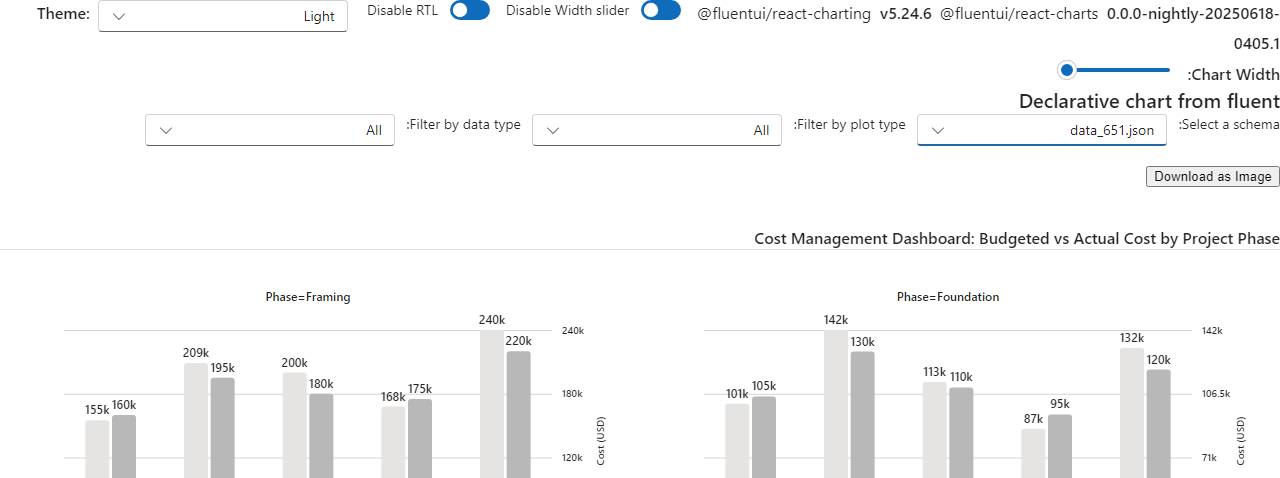 Theme: Light Disable RTL Disable Width slider @fluentui/react-charting v5.24.6 @fluentui/react-charts 0.0.0-nightly-20250618-
0405.1
:Chart Width
Declarative chart from fluent
:Select a schema data_651.json :Filter by plot type All :Filter by data type All
Download as Image
Cost Management Dashboard: Budgeted vs Actual Cost by Project Phase
Phase=Framing
240k
220k
209k
195k
200k
180k
168k
175k
155k
160k
240k
180k
120k
Cost (USD)
Phase=Foundation
142k
130k
132k
120k
113k
110k
101k
105k
87k
95k
142k
106.5k
71k
Cost (USD)